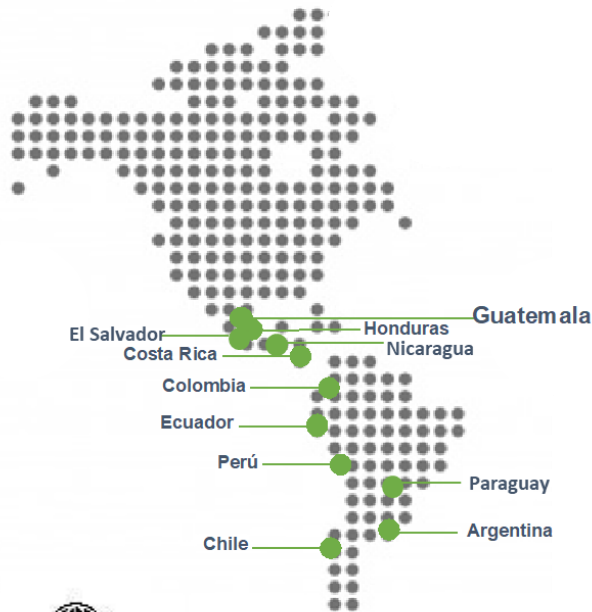 Guatemala
Honduras
El Salvador
Nicaragua
Costa Rica
Colombia
Ecuador
Perú
Paraguay
Argentina
Chile